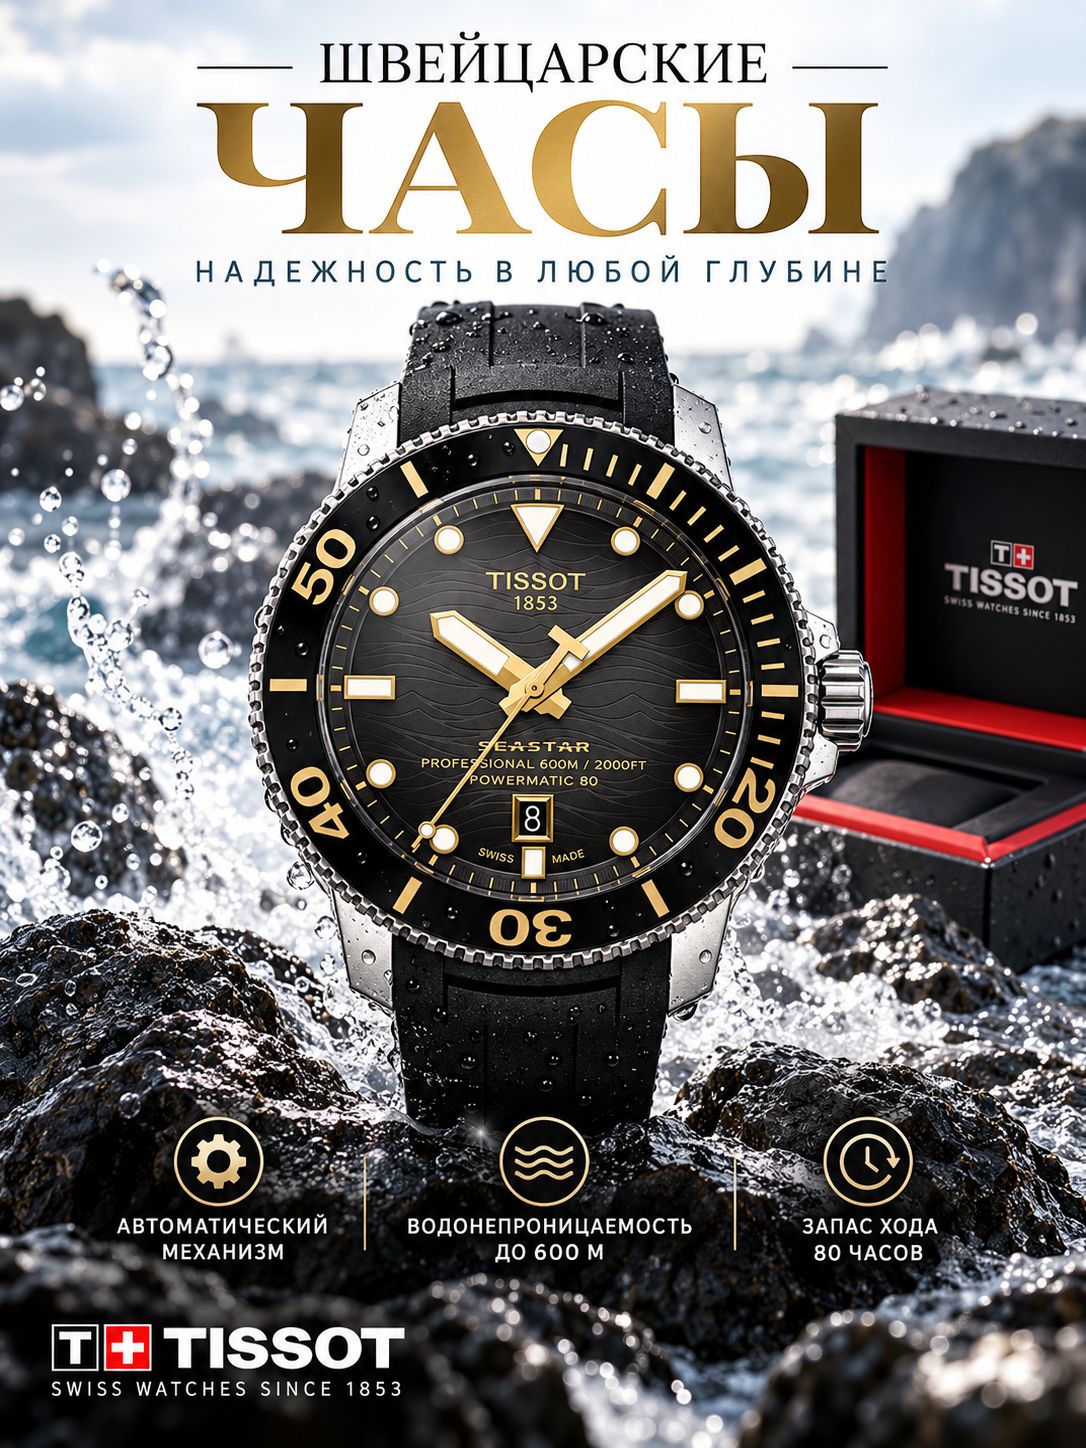 ШВЕЙЦАРСКИЕ
ЧАСЫ
НАДЕЖНОСТЬ В ЛЮБОЙ ГЛУБИНЕ
50
TISSOT
1853
T+
TISSOT
SWISS WATCHES SINCE 1853
SEASTAR
PROFESSIONAL 600M / 2000FT
POWERMATIC 80
40
8
20
SWISS MADE
30
АВТОМАТИЧЕСКИЙ
МЕХАНИЗМ
ВОДОНЕПРОНИЦАЕМОСТЬ
ДО 600 М
ЗАПАС ХОДА
80 ЧАСОВ
T+ TISSOT
SWISS WATCHES SINCE 1853